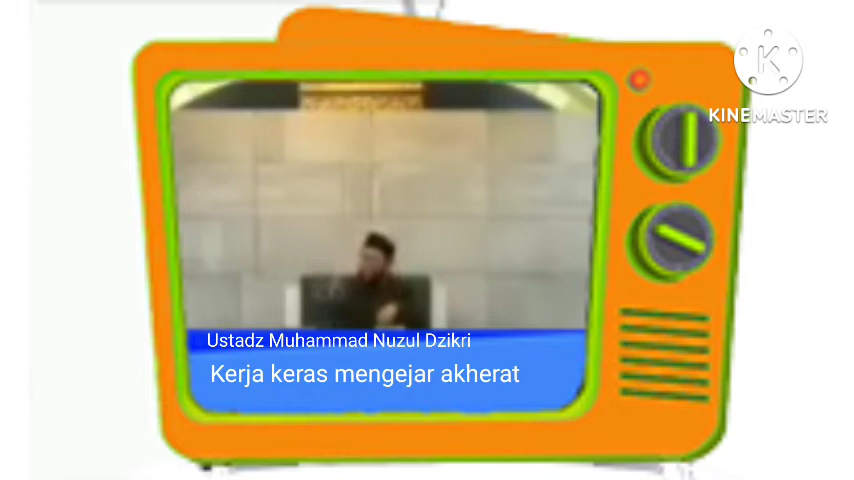 KINEMASTER
Ustadz Muhammad Nuzul Dzikri
Kerja keras mengejar akherat